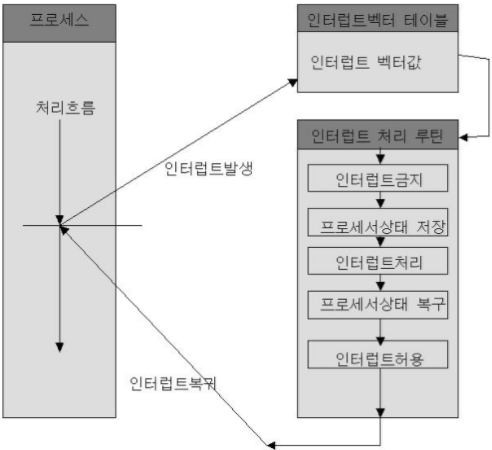 프로세스
처리흐름
인터럽트발생
인터럽트복귀
인터럽트벡터 테이블
인터럽트 벡터값
인터럽트 처리 루틴
인터럽트금지
프로세서상태 저장
인터럽트처리
프로세서상태 복구
인터럽트허용